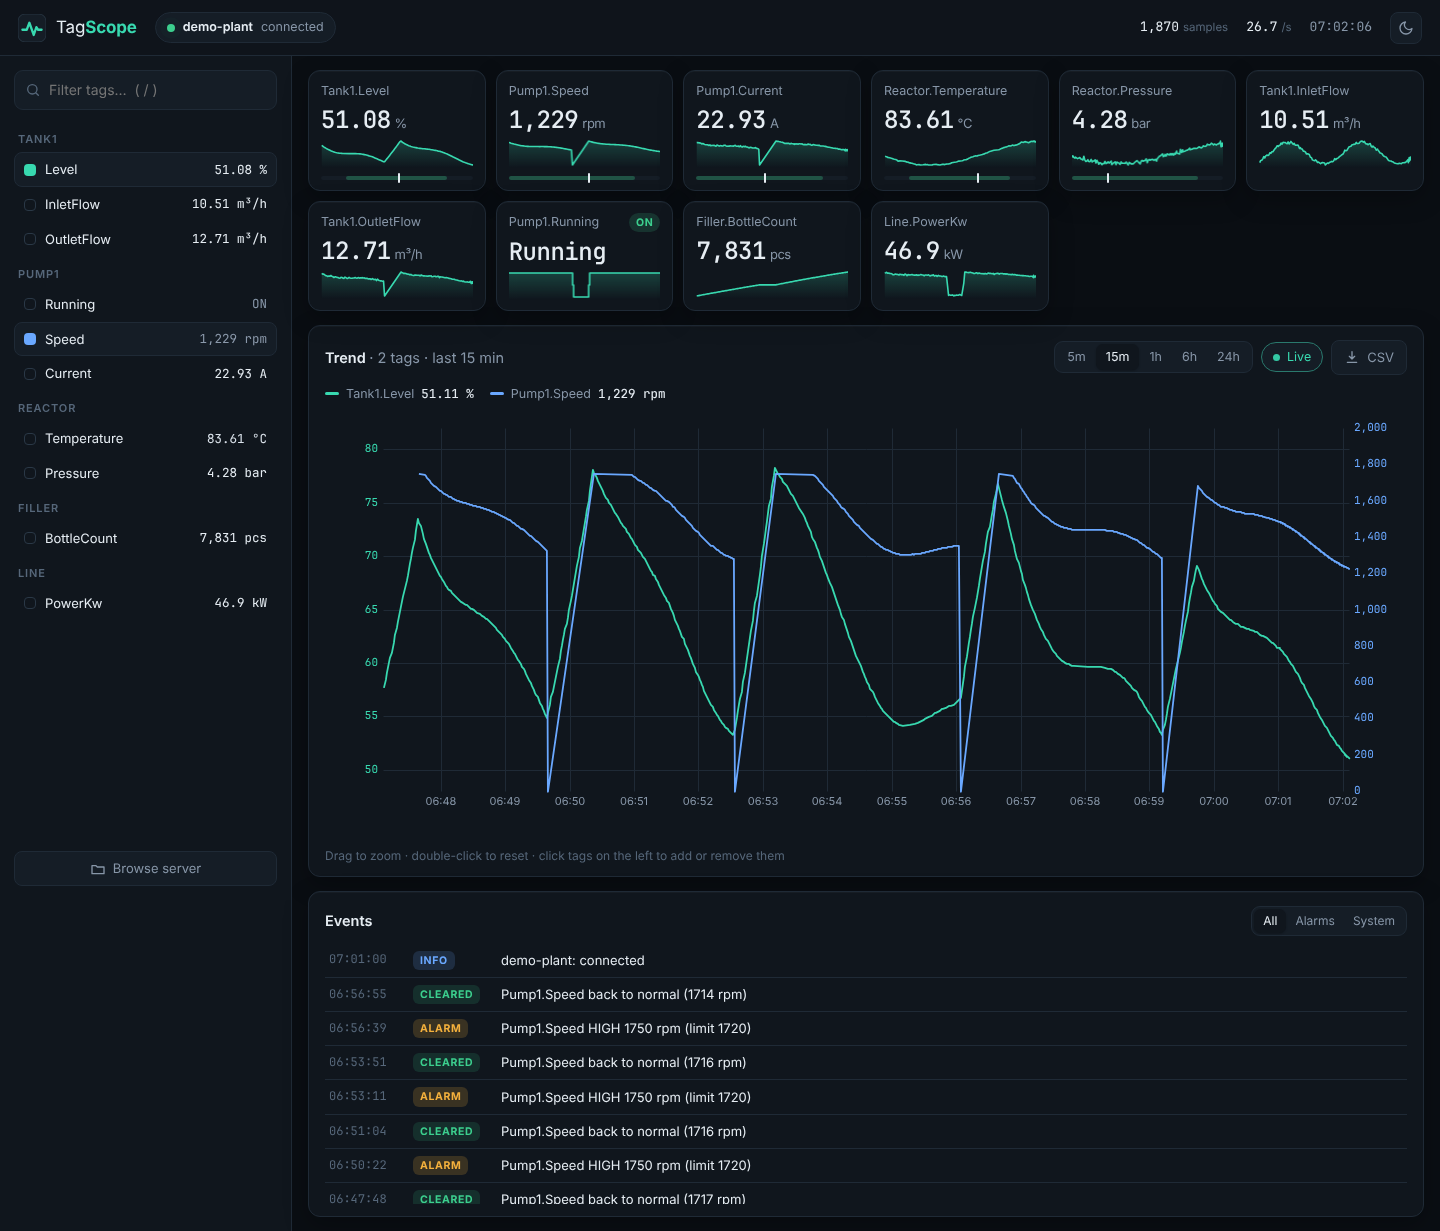 TagScope
demo-plant connected
1,870 samples 26.7 /s 07:02:06
Filter tags... ( / )
TANK1
Level 51.08 %
InletFlow 10.51 m³/h
OutletFlow 12.71 m³/h
PUMP1
Running ON
Speed 1,229 rpm
Current 22.93 A
REACTOR
Temperature 83.61 °C
Pressure 4.28 bar
FILLER
BottleCount 7,831 pcs
LINE
PowerKw 46.9 kW
Browse server
Tank1.Level
51.08 %
Pump1.Speed
1,229 rpm
Pump1.Current
22.93 A
Reactor.Temperature
83.61 °C
Reactor.Pressure
4.28 bar
Tank1.InletFlow
10.51 m³/h
Tank1.OutletFlow
12.71 m³/h
Pump1.Running ON
Running
Filler.BottleCount
7,831 pcs
Line.PowerKw
46.9 kW
Trend · 2 tags · last 15 min
5m 15m 1h 6h 24h Live CSV
Tank1.Level 51.11 % Pump1.Speed 1,229 rpm
80
75
70
65
60
55
50
2,000
1,800
1,600
1,400
1,200
1,000
800
600
400
200
0
06:48 06:49 06:50 06:51 06:52 06:53 06:54 06:55 06:56 06:57 06:58 06:59 07:00 07:01 07:02
Drag to zoom · double-click to reset · click tags on the left to add or remove them
Events
All Alarms System
07:01:00 INFO demo-plant: connected
06:56:55 CLEARED Pump1.Speed back to normal (1714 rpm)
06:56:39 ALARM Pump1.Speed HIGH 1750 rpm (limit 1720)
06:53:51 CLEARED Pump1.Speed back to normal (1716 rpm)
06:53:11 ALARM Pump1.Speed HIGH 1750 rpm (limit 1720)
06:51:04 CLEARED Pump1.Speed back to normal (1716 rpm)
06:50:22 ALARM Pump1.Speed HIGH 1750 rpm (limit 1720)
06:47:48 CLEARED Pump1.Speed back to normal (1717 rpm)